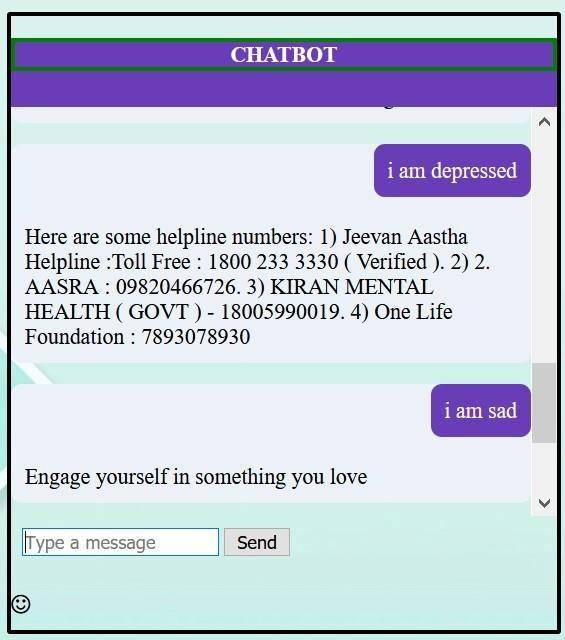 CHATBOT
i am depressed
Here are some helpline numbers: 1) Jeevan Aastha
Helpline :Toll Free : 1800 233 3330 ( Verified ). 2) 2.
AASRA : 09820466726. 3) KIRAN MENTAL
HEALTH ( GOVT ) - 18005990019. 4) One Life
Foundation : 7893078930
i am sad
Engage yourself in something you love
Type a message
Send